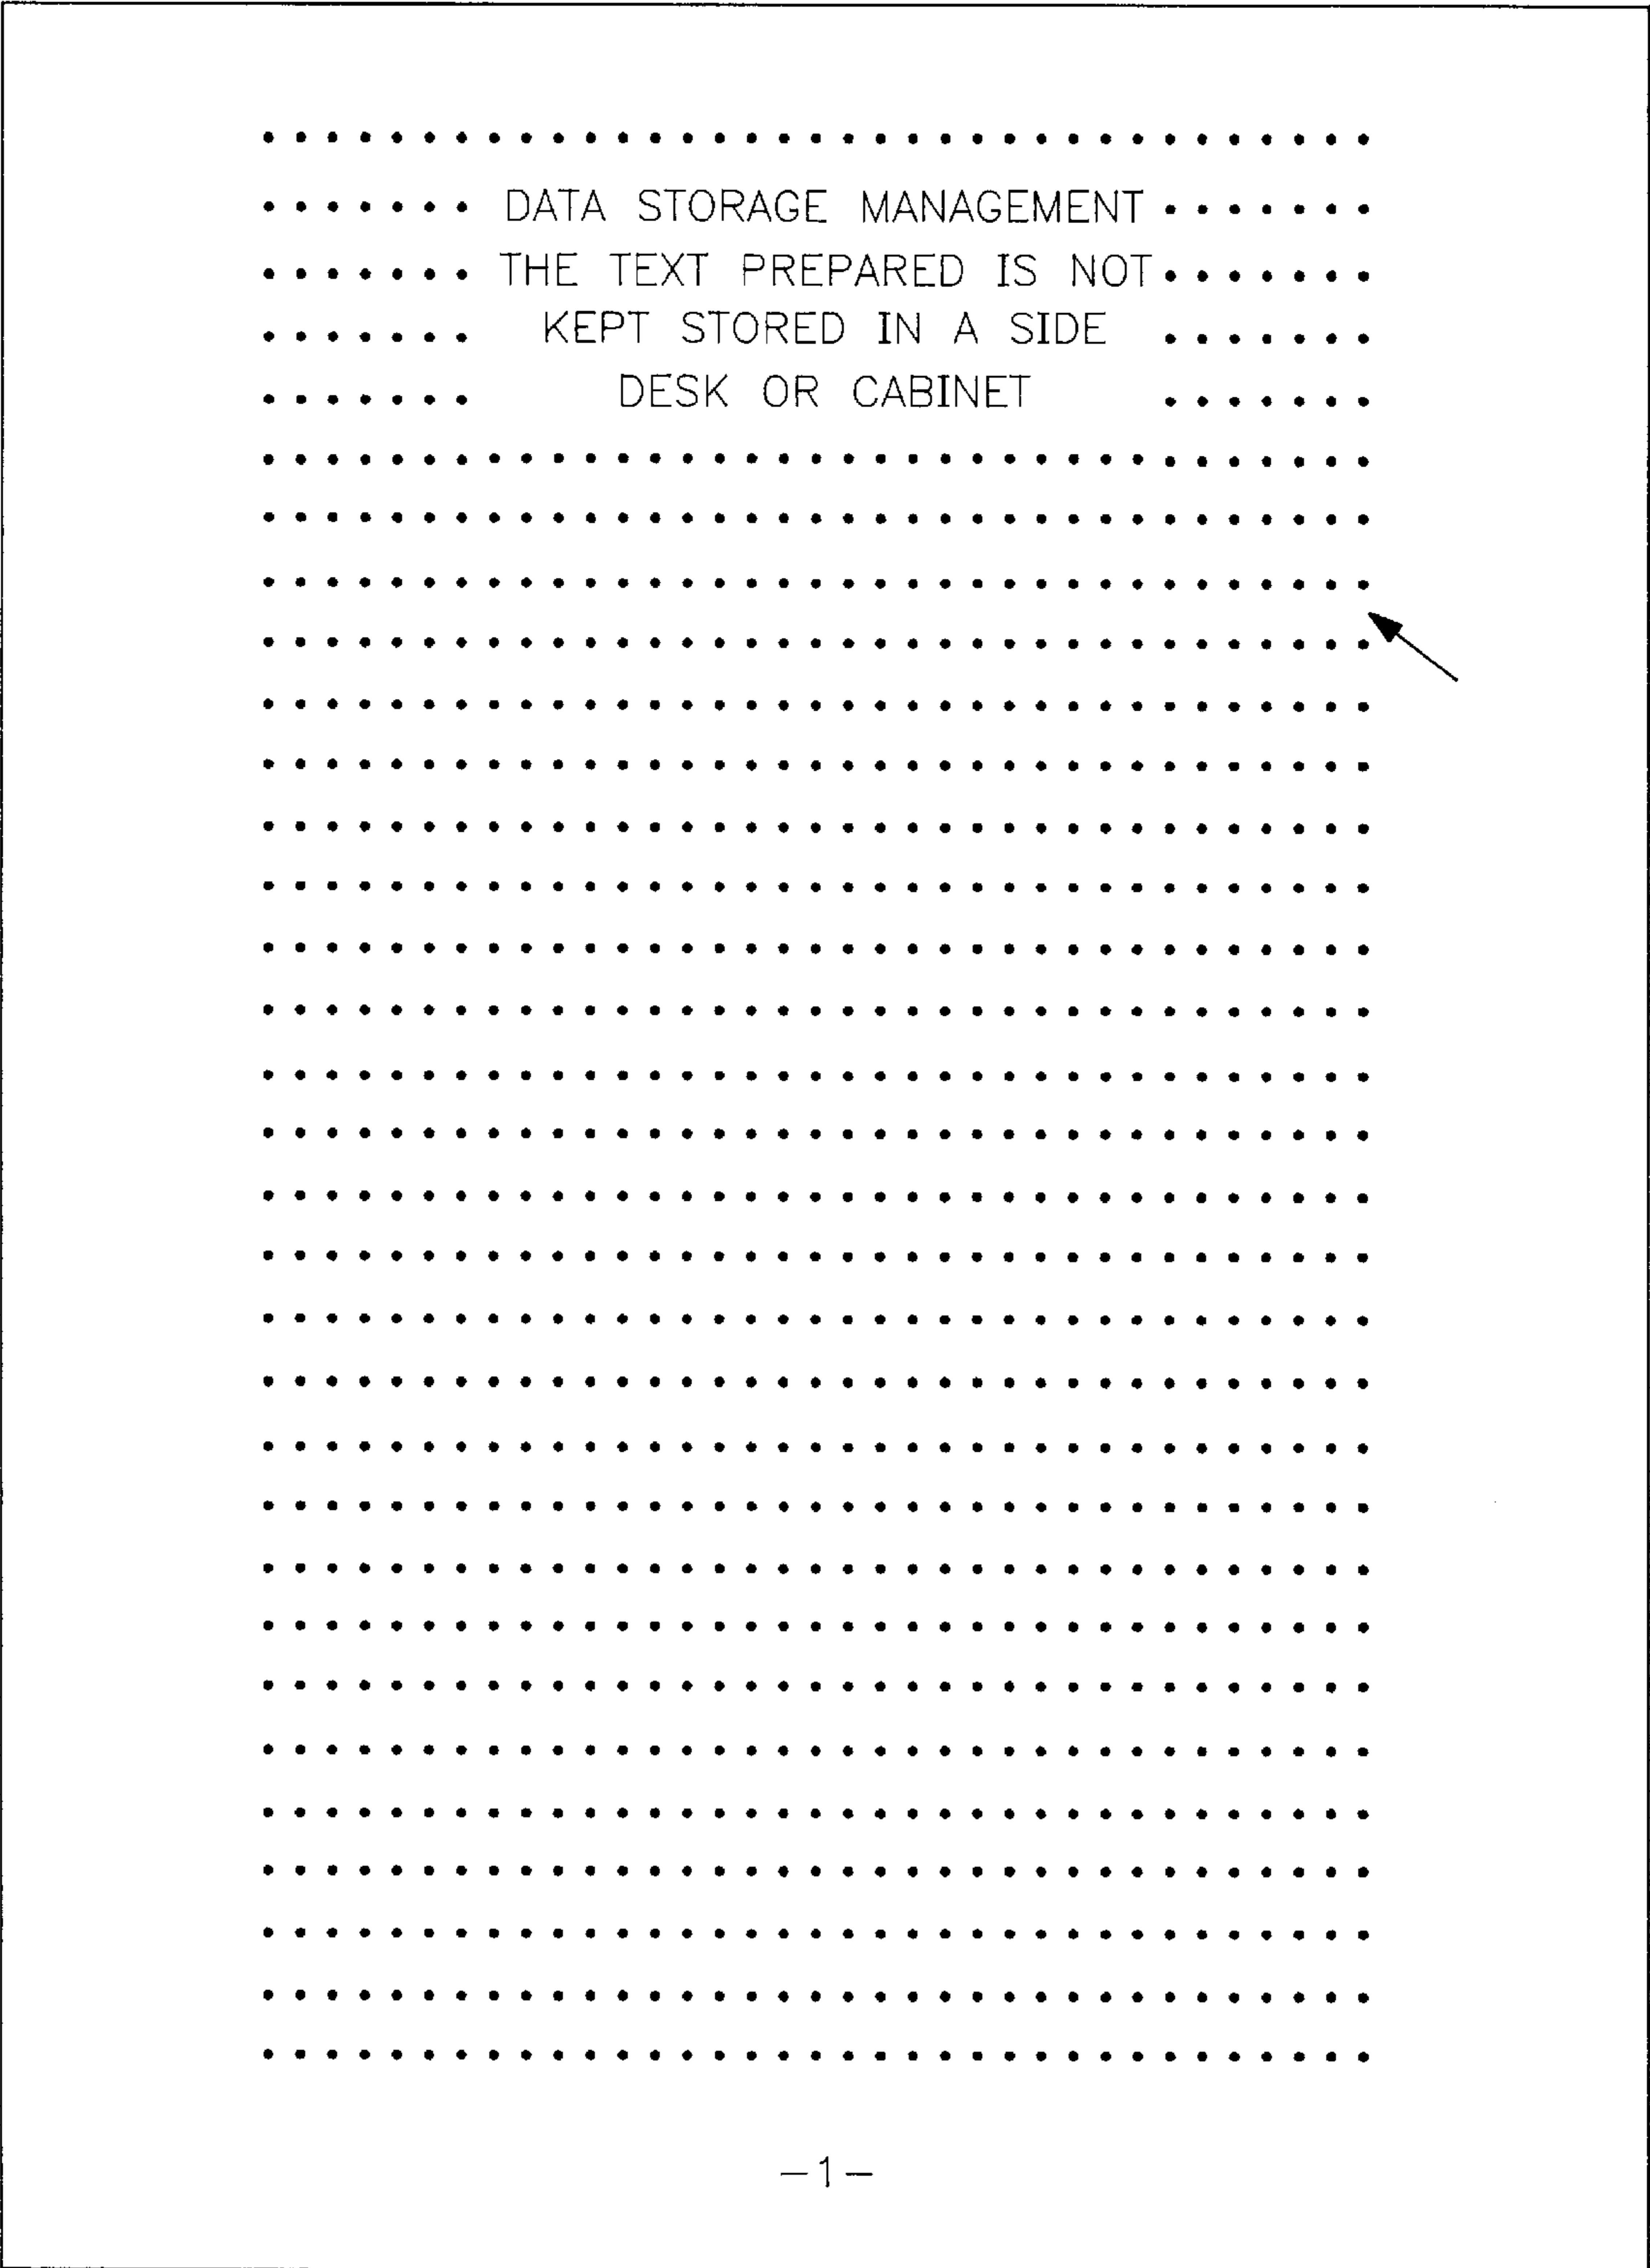 DATA STORAGE MANAGEMENT
THE TEXT PREPARED IS NOT
KEPT STORED IN A SIDE
DESK OR CABINET
-1-